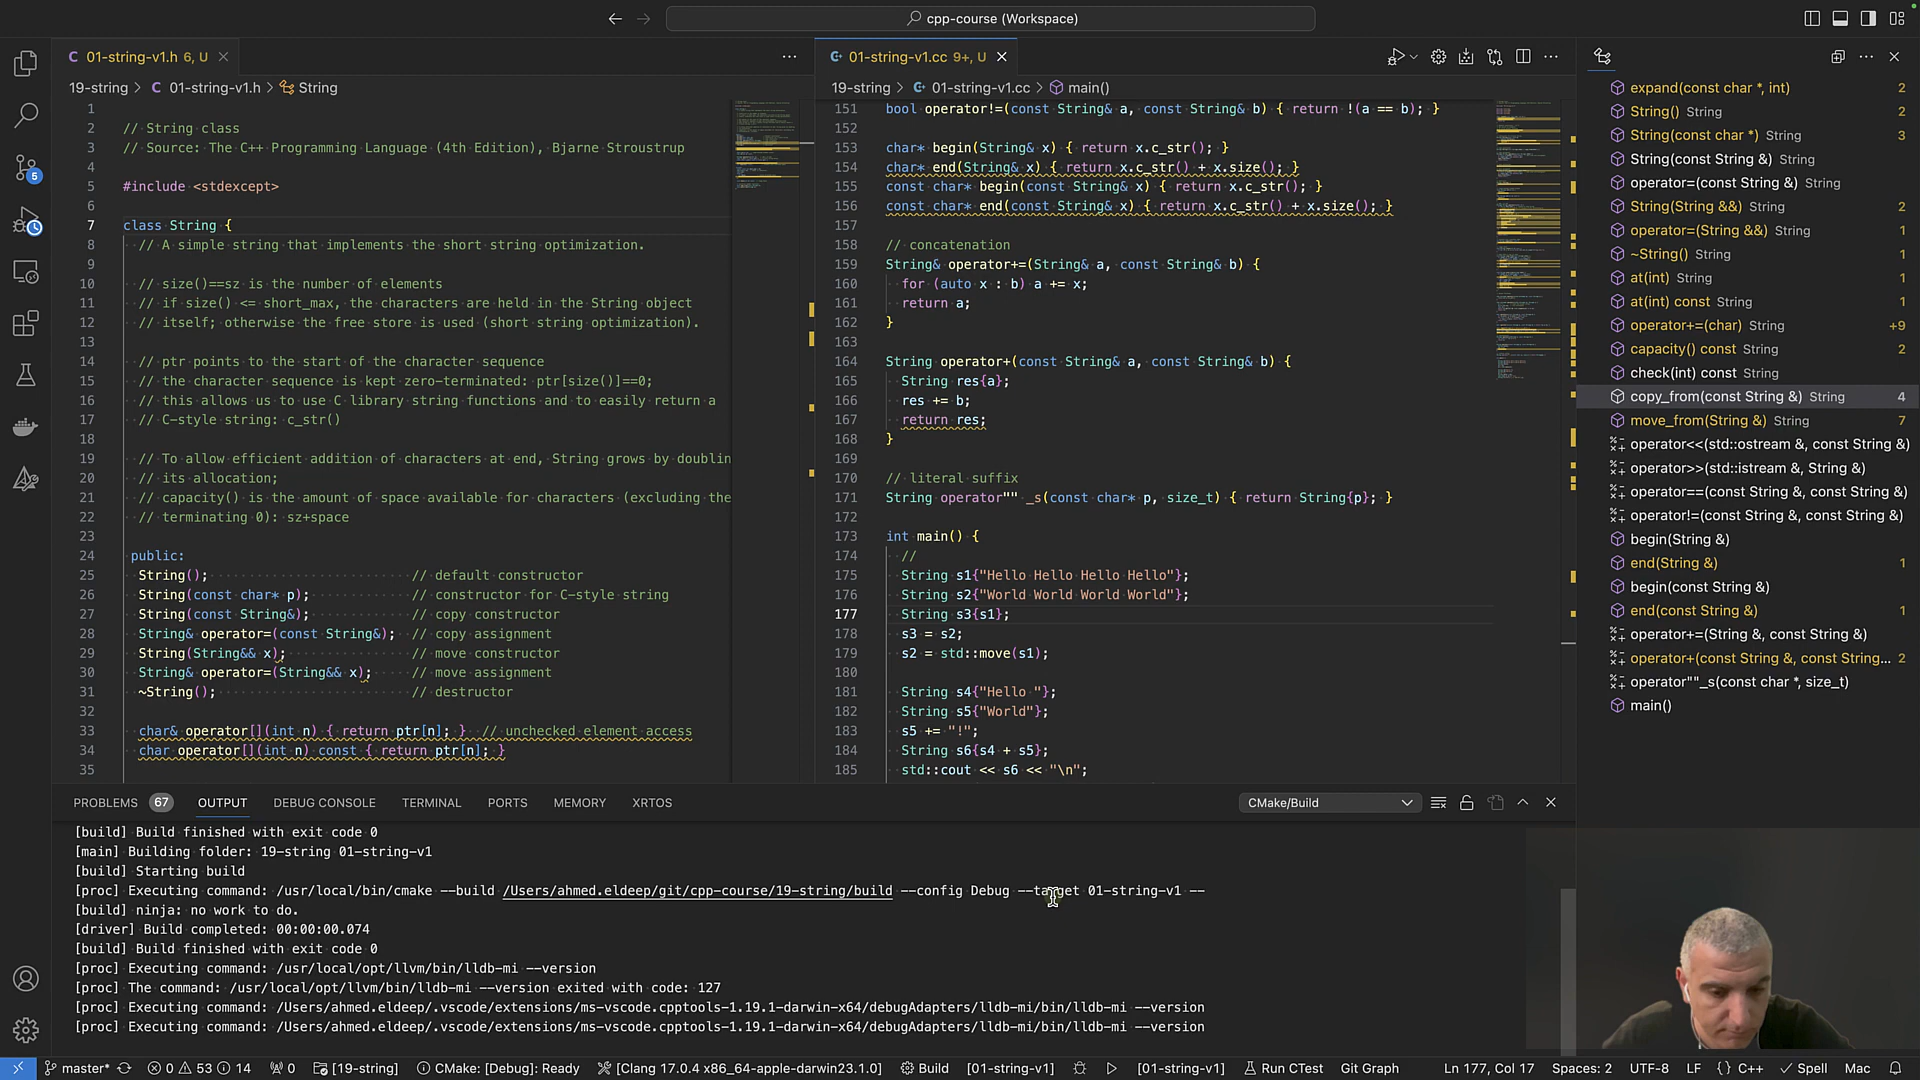 cpp-course (Workspace)
01-string-v1.h 6, U
19-string > C 01-string-v1.h > String
1
2 // String class
3 // Source: The C++ Programming Language (4th Edition), Bjarne Stroustrup
4
5 #include <stdexcept>
6
7 class String {
8 // A simple string that implements the short string optimization.
9
10 // size()==sz is the number of elements
11 // if size() <= short_max, the characters are held in the String object
12 // itself; otherwise the free store is used (short string optimization).
13
14 // ptr points to the start of the character sequence
15 // the character sequence is kept zero-terminated: ptr[size()]==0;
16 // this allows us to use C library string functions and to easily return a
17 // C-style string: c_str()
18
19 // To allow efficient addition of characters at end, String grows by doublin
20 // its allocation;
21 // capacity() is the amount of space available for characters (excluding the
22 // terminating 0): sz+space
23
24 public:
25 String(); // default constructor
26 String(const char* p); // constructor for C-style string
27 String(const String&); // copy constructor
28 String& operator=(const String&); // copy assignment
29 String(String&& x); // move constructor
30 String& operator=(String&& x); // move assignment
31 ~String(); // destructor
32
33 char& operator[](int n) { return ptr[n]; } // unchecked element access
34 char operator[](int n) const { return ptr[n]; }
35
01-string-v1.cc 9+, U
19-string > 01-string-v1.cc > main()
151 bool operator!=(const String& a, const String& b) { return !(a == b); }
152
153 char* begin(String& x) { return x.c_str(); }
154 char* end(String& x) { return x.c_str() + x.size(); }
155 const char* begin(const String& x) { return x.c_str(); }
156 const char* end(const String& x) { return x.c_str() + x.size(); }
157
158 // concatenation
159 String& operator+=(String& a, const String& b) {
160 for (auto x : b) a += x;
161 return a;
162 }
163
164 String operator+(const String& a, const String& b) {
165 String res{a};
166 res += b;
167 return res;
168 }
169
170 // literal suffix
171 String operator"" _s(const char* p, size_t) { return String{p}; }
172
173 int main() {
174 //
175 String s1{"Hello Hello Hello Hello"};
176 String s2{"World World World World"};
177 String s3{s1};
178 s3 = s2;
179 s2 = std::move(s1);
180
181 String s4{"Hello "};
182 String s5{"World"};
183 s5 += "!";
184 String s6{s4 + s5};
185 std::cout << s6 << "\n";
expand(const char *, int) 2
String() 2
String(const char *) String 3
String(const String &) String
operator=(const String &) String
String(String &&) String 2
operator=(String &&) String 1
~String() String 1
at(int) String 1
at(int) const String 1
operator+=(char) String +9
capacity() const String 2
check(int) const String
copy_from(const String &) String 4
move_from(String &) String 7
operator<<(std::ostream &, const String &)
operator>>(std::istream &, String &)
operator==(const String &, const String &)
operator!=(const String &, const String &)
begin(String &)
end(String &) 1
begin(const String &)
end(const String &) 1
operator+=(String &, const String &)
operator+(const String &, const String... 2
operator""_s(const char *, size_t)
main()
PROBLEMS 67 OUTPUT DEBUG CONSOLE TERMINAL PORTS MEMORY XRTOS CMake/Build
[build] Build finished with exit code 0
[main] Building folder: 19-string 01-string-v1
[build] Starting build
[proc] Executing command: /usr/local/bin/cmake --build /Users/ahmed.eldeep/git/cpp-course/19-string/build --config Debug --target 01-string-v1 --
[build] ninja: no work to do.
[driver] Build completed: 00:00:00.074
[build] Build finished with exit code 0
[proc] Executing command: /usr/local/opt/llvm/bin/lldb-mi --version
[proc] The command: /usr/local/opt/llvm/bin/lldb-mi --version exited with code: 127
[proc] Executing command: /Users/ahmed.eldeep/.vscode/extensions/ms-vscode.cpptools-1.19.1-darwin-x64/debugAdapters/lldb-mi/bin/lldb-mi --version
[proc] Executing command: /Users/ahmed.eldeep/.vscode/extensions/ms-vscode.cpptools-1.19.1-darwin-x64/debugAdapters/lldb-mi/bin/lldb-mi --version
5
master* 0 53 14 0 [19-string] CMake: [Debug]: Ready [Clang 17.0.4 x86_64-apple-darwin23.1.0] Build [01-string-v1] [01-string-v1] Run CTest Git Graph Ln 177, Col 17 Spaces: 2 UTF-8 LF {} C++ Spell Mac